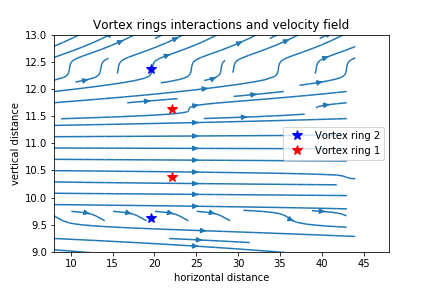 Vortex rings interactions and velocity field
13.0
12.5
12.0
11.5
11.0
10.5
10.0
9.5
9.0
vertical distance
Vortex ring 2
Vortex ring 1
10 15 20 25 30 35 40 45
horizontal distance